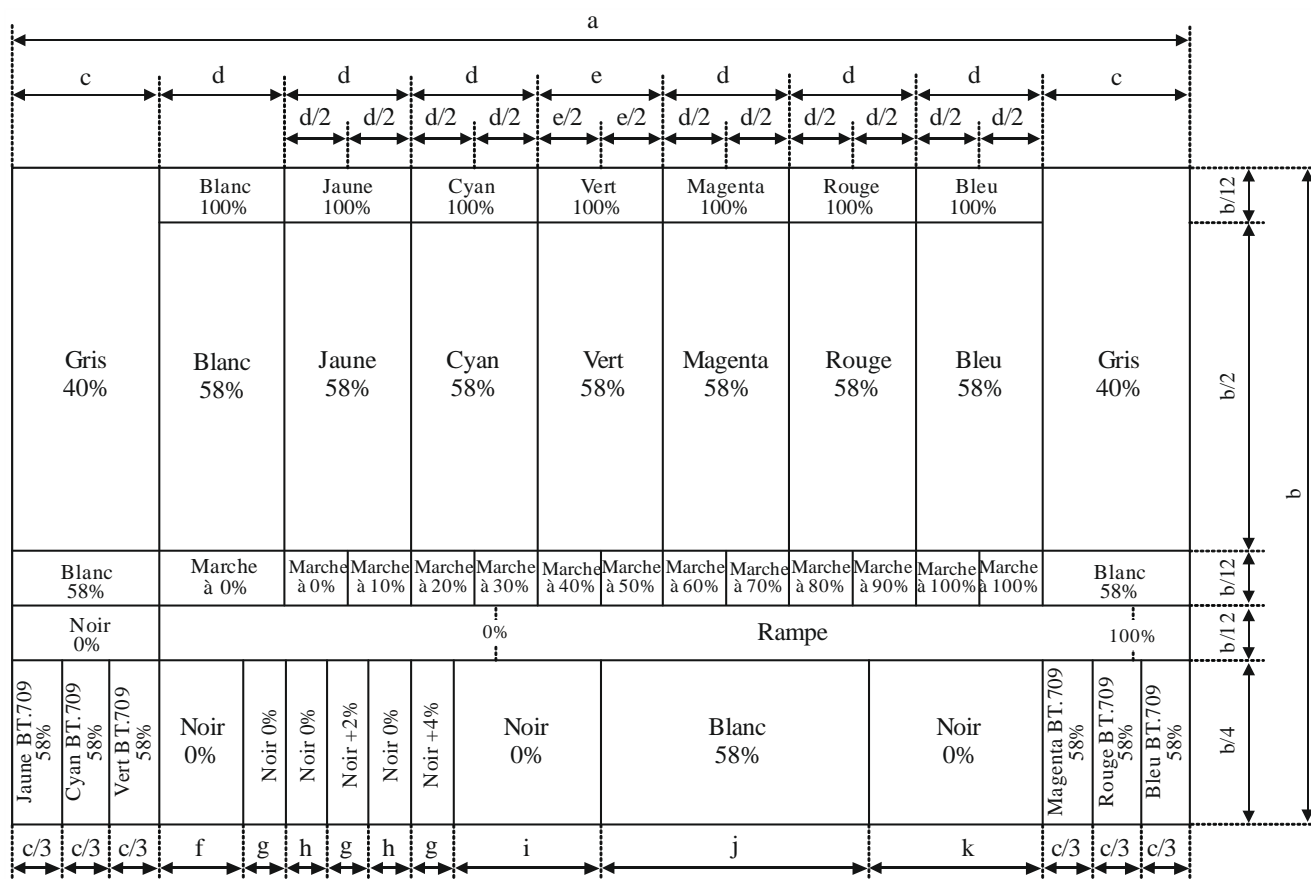 a
c d d d e d d d c
d/2 d/2 d/2 d/2 e/2 e/2 d/2 d/2 d/2 d/2 d/2 d/2
Blanc Jaune Cyan Vert Magenta Rouge Bleu
100% 100% 100% 100% 100% 100% 100%
b/12
Gris Blanc Jaune Cyan Vert Magenta Rouge Bleu Gris
40% 58% 58% 58% 58% 58% 58% 58% 40%
b/2
b
Blanc Marche Marche Marche Marche Marche Marche Marche Marche Marche Marche Marche Marche Marche Blanc
58% à 0% à 0% à 10% à 20% à 30% à 40% à 50% à 60% à 70% à 80% à 90% à 100% à 100% 58%
b/12
Noir
0%
0% Rampe 100%
b/12
Jaune BT.709
58%
Cyan BT.709
58%
Vert BT.709
58%
Noir
0%
Noir 0%
Noir 0%
Noir +2%
Noir 0%
Noir +4%
Noir
0%
Blanc
58%
Noir
0%
Magenta BT.709
58%
Rouge BT.709
58%
Bleu BT.709
58%
b/4
c/3 c/3 c/3 f g h g h g i j k c/3 c/3 c/3